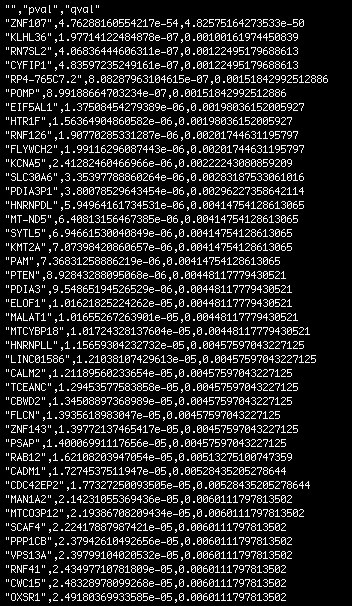 "","pval","qval"
"ZNF107",4.76288160554217e-54,4.82575164273533e-50
"KLHL36",1.97714122484878e-07,0.00100161974450839
"RN7SL2",4.06836444606311e-07,0.00122495179688613
"CYFIP1",4.83597235249161e-07,0.00122495179688613
"RP4-765C7.2",8.08287963104615e-07,0.00151842992512886
"POMP",8.99188664703234e-07,0.00151842992512886
"EIF5AL1",1.37508454279389e-06,0.00198036152005927
"HTR1F",1.56364904860582e-06,0.00198036152005927
"RNF126",1.90770285331287e-06,0.00201744631195797
"FLYWCH2",1.99116296087443e-06,0.00201744631195797
"KCNA5",2.41282460466966e-06,0.00222243080859209
"SLC30A6",3.35397788860264e-06,0.00283187533061016
"PDIA3P1",3.80078529643454e-06,0.00296227358642114
"HNRNPDL",5.94964161734531e-06,0.00414754128613065
"MT-ND5",6.40813156467385e-06,0.00414754128613065
"SYTL5",6.94661530040849e-06,0.00414754128613065
"KMT2A",7.07398420860657e-06,0.00414754128613065
"PAM",7.36831258886219e-06,0.00414754128613065
"PTEN",8.92843288095068e-06,0.00448117779430521
"PDIA3",9.54865194526529e-06,0.00448117779430521
"ELOF1",1.01621825224262e-05,0.00448117779430521
"MALAT1",1.01655267263901e-05,0.00448117779430521
"MTCYBP18",1.01724328137604e-05,0.00448117779430521
"HNRNPLL",1.15659304232732e-05,0.00457597043227125
"LINC01586",1.21038107429613e-05,0.00457597043227125
"CALM2",1.21189560233654e-05,0.00457597043227125
"TCEANC",1.29453577583858e-05,0.00457597043227125
"CBWD2",1.34508897368989e-05,0.00457597043227125
"FLCN",1.3935618983047e-05,0.00457597043227125
"ZNF143",1.39772137465417e-05,0.00457597043227125
"PSAP",1.40006991117656e-05,0.00457597043227125
"RAB12",1.62108203947054e-05,0.00513275100747359
"CADM1",1.7274537511947e-05,0.00528435205278644
"CDC42EP2",1.77327250093505e-05,0.00528435205278644
"MAN1A2",2.14231055369436e-05,0.0060111797813502
"MTCO3P12",2.19386708209434e-05,0.0060111797813502
"SCAF4",2.22417887987421e-05,0.0060111797813502
"PPP1CB",2.37942610492656e-05,0.0060111797813502
"VPS13A",2.39799104020532e-05,0.0060111797813502
"RNF41",2.43497710781809e-05,0.0060111797813502
"CWC15",2.48328978099268e-05,0.0060111797813502
"OXSR1",2.49180369933585e-05,0.0060111797813502